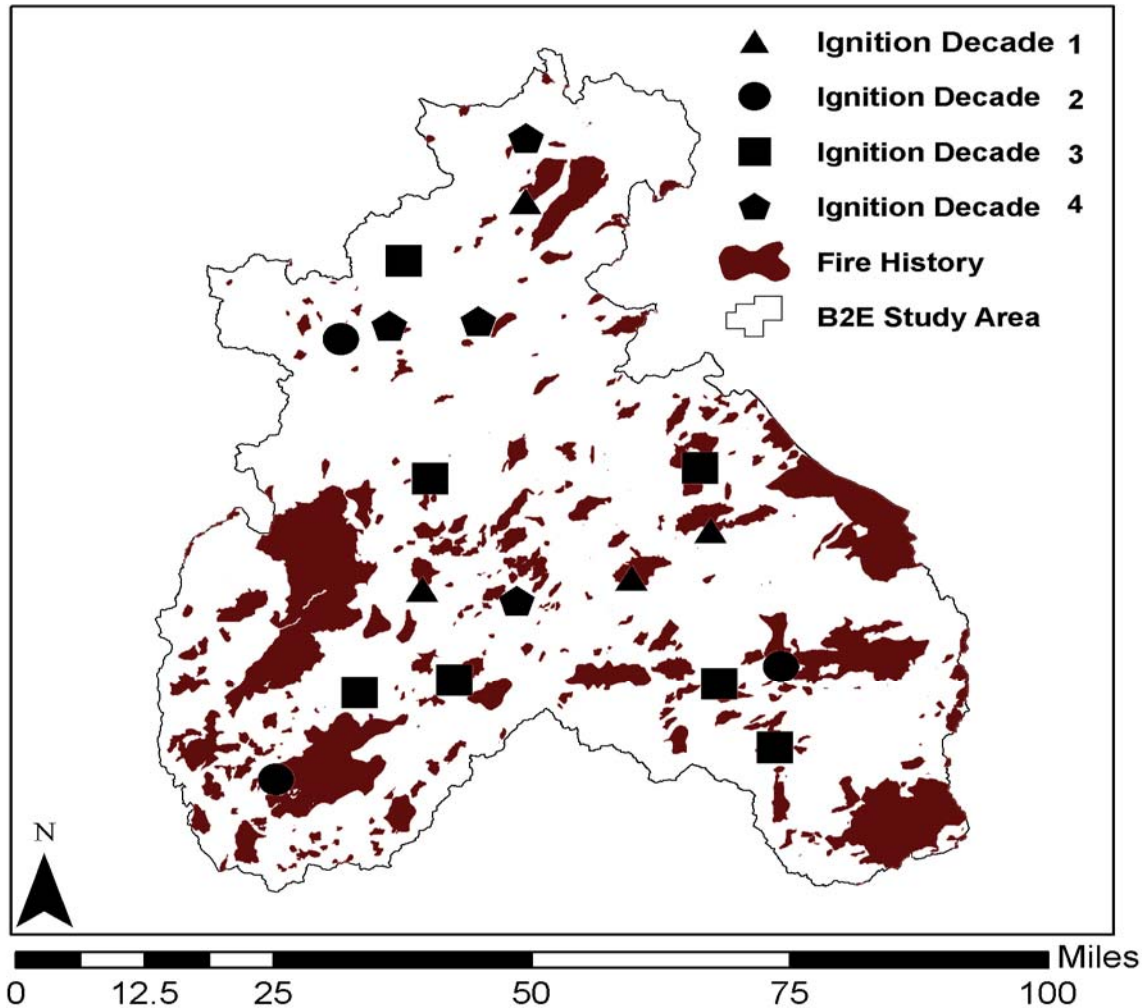 Ignition Decade 1
Ignition Decade 2
Ignition Decade 3
Ignition Decade 4
Fire History
B2E Study Area
N
Miles
0 12.5 25 50 75 100